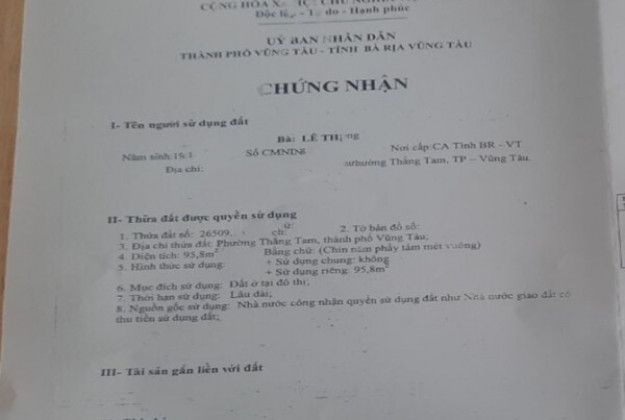 CỘNG HÒA XÃ
Độc lập - Tự do - Hạnh phúc
UỶ BAN NHÂN DÂN
THÀNH PHỐ VŨNG TÀU - TỈNH BÀ RỊA VŨNG TÀU
CHỨNG NHẬN
I- Tên người sử dụng đất
Bà: LÊ TH
Năm sinh: Số CMND Nơi cấp:CA Tỉnh BR - VT
Địa chỉ: Phường Thắng Tam, TP - Vũng Tàu.
II- Thửa đất được quyền sử dụng
1. Thửa đất số: 26509, 2. Tờ bản đồ số:
3. Địa chỉ thửa đất: Phường Thắng Tam, thành phố Vũng Tàu;
4. Diện tích: 95,8m² Bằng chữ: (Chín năm phẩy tám mét vuông)
5. Hình thức sử dụng: + Sử dụng chung: không
+ Sử dụng riêng: 95,8m²
6. Mục đích sử dụng: Đất ở tại đô thị;
7. Thời hạn sử dụng: Lâu dài;
8. Nguồn gốc sử dụng: Nhà nước công nhận quyền sử dụng đất như Nhà nước giao đất có
thu tiền sử dụng đất;
III- Tài sản gắn liền với đất